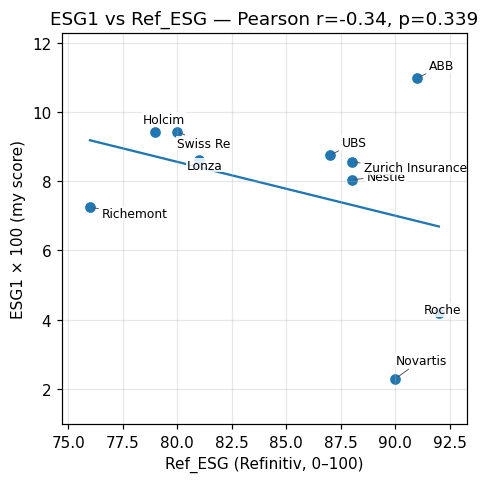 ESG1 vs Ref_ESG — Pearson r=-0.34, p=0.339
12
10
8
6
4
2
ESG1 × 100 (my score)
ABB
Holcim
Swiss Re
UBS
Lonza
Zurich Insurance
Nestlé
Richemont
Roche
Novartis
75.0 77.5 80.0 82.5 85.0 87.5 90.0 92.5
Ref_ESG (Refinitiv, 0–100)